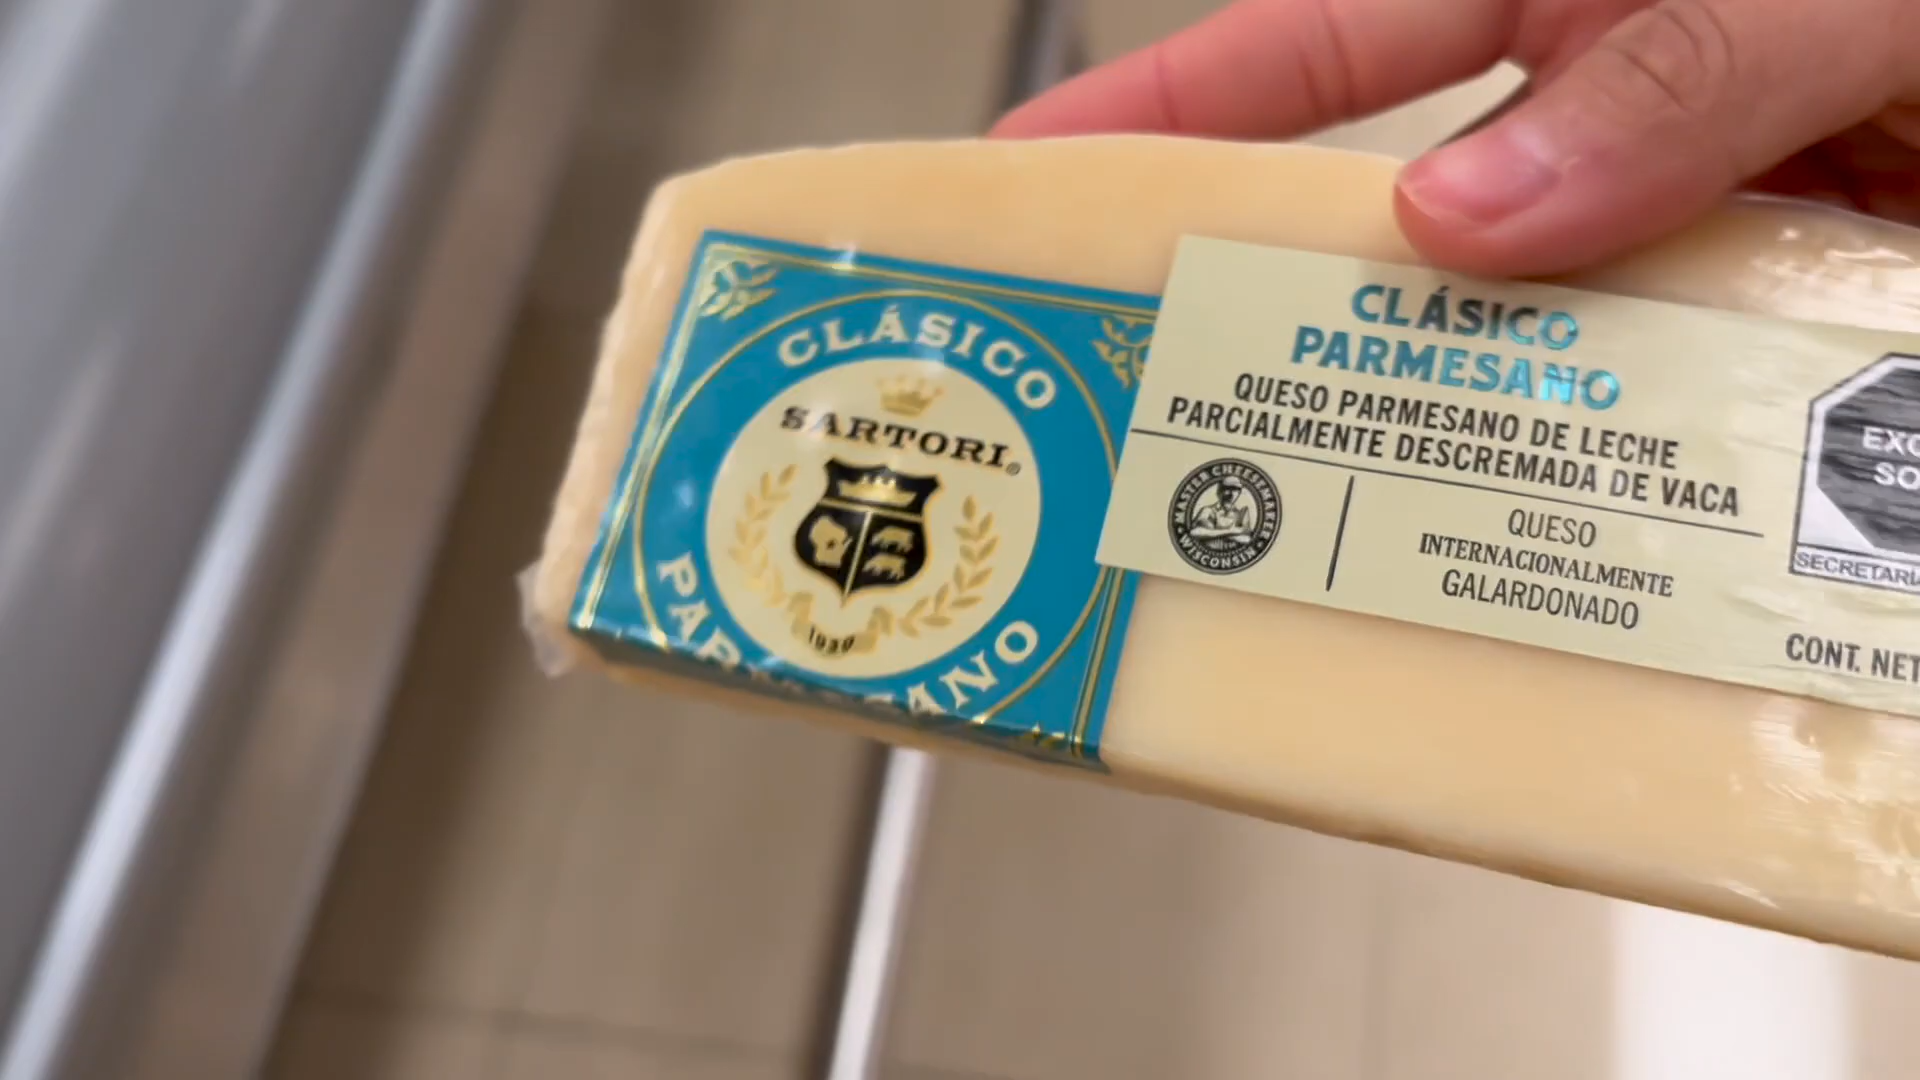 CLÁSICO
SARTORI®
1939
PARMESANO
CLÁSICO
PARMESANO
QUESO PARMESANO DE LECHE
PARCIALMENTE DESCREMADA DE VACA
MASTER CHEESEMAKER
WISCONSIN
QUESO
INTERNACIONALMENTE
GALARDONADO
CONT.